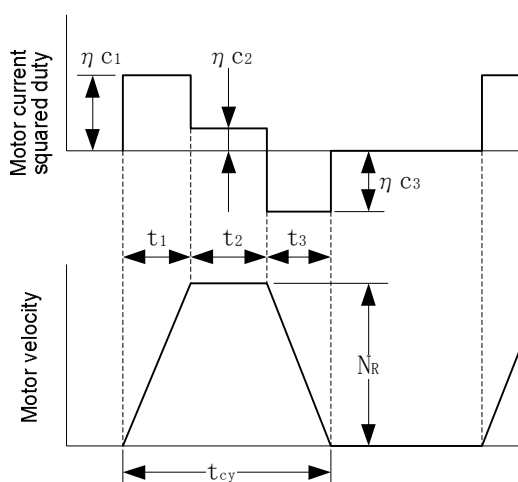 Motor current
squared duty
η c1
η c2
η c3
t1
t2
t3
Motor velocity
NR
tcy